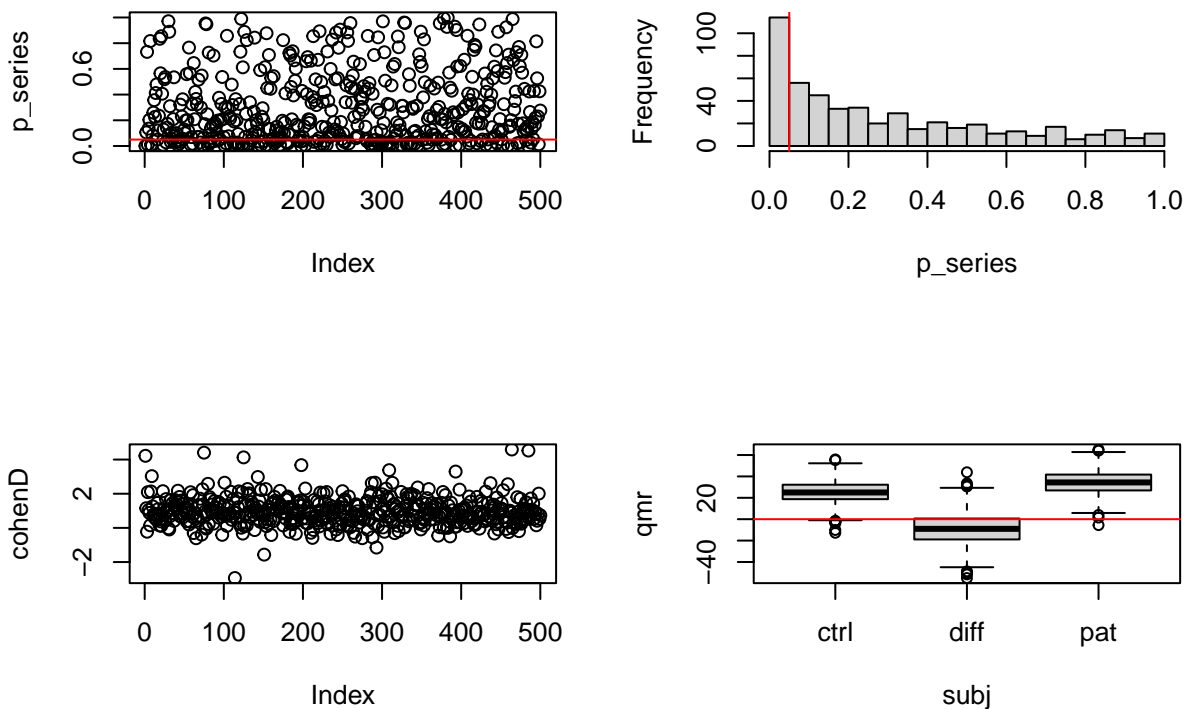 p_series
0.6
0.0
0 100 200 300 400 500
Index
Frequency
100
40
0
0.0 0.2 0.4 0.6 0.8 1.0
p_series
cohenD
2
−2
0 100 200 300 400 500
Index
qmr
20
−40
ctrl diff pat
subj